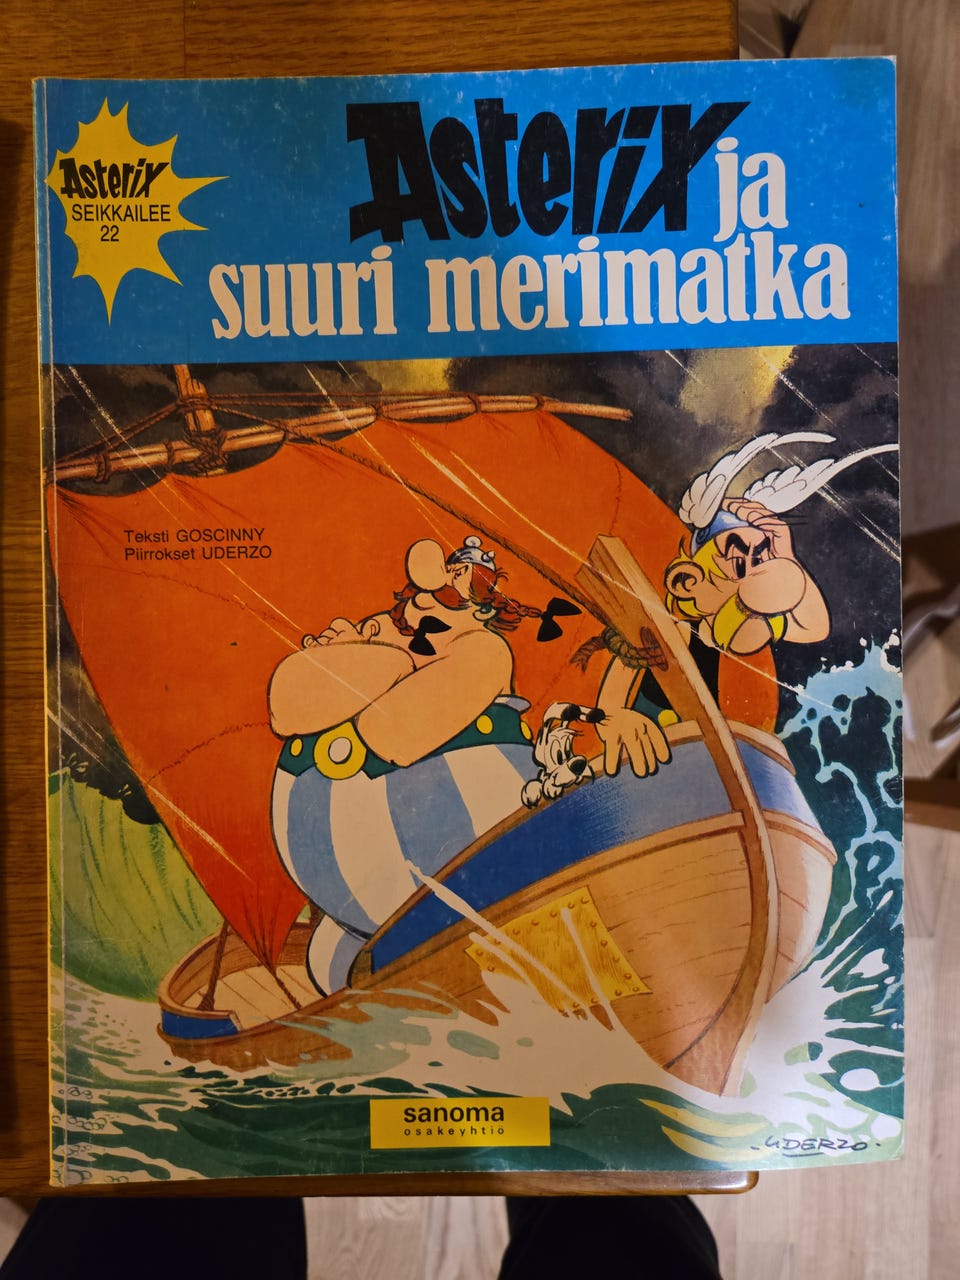 Asterix
SEIKKAILEE
22
Asterix ja
suuri merimatka
Teksti GOSCINNY
Piirrokset UDERZO
sanoma
osakeyhtiö
UDERZO